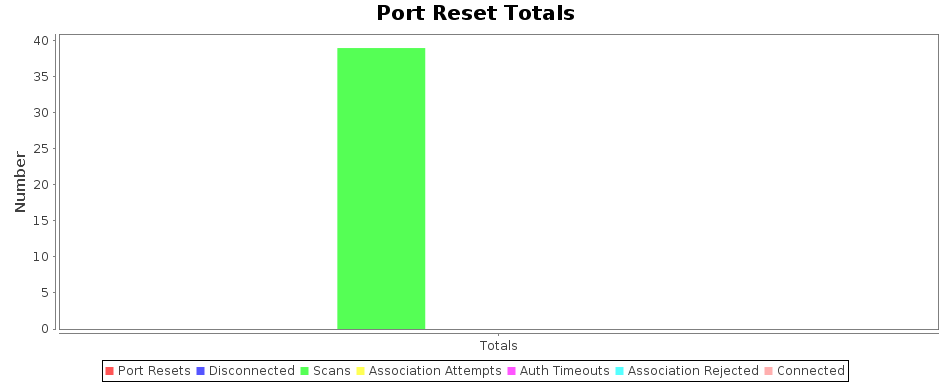 Port Reset Totals
40
35
30
25
20
15
10
5
0
Number
Totals
Port Resets Disconnected Scans Association Attempts Auth Timeouts Association Rejected Connected